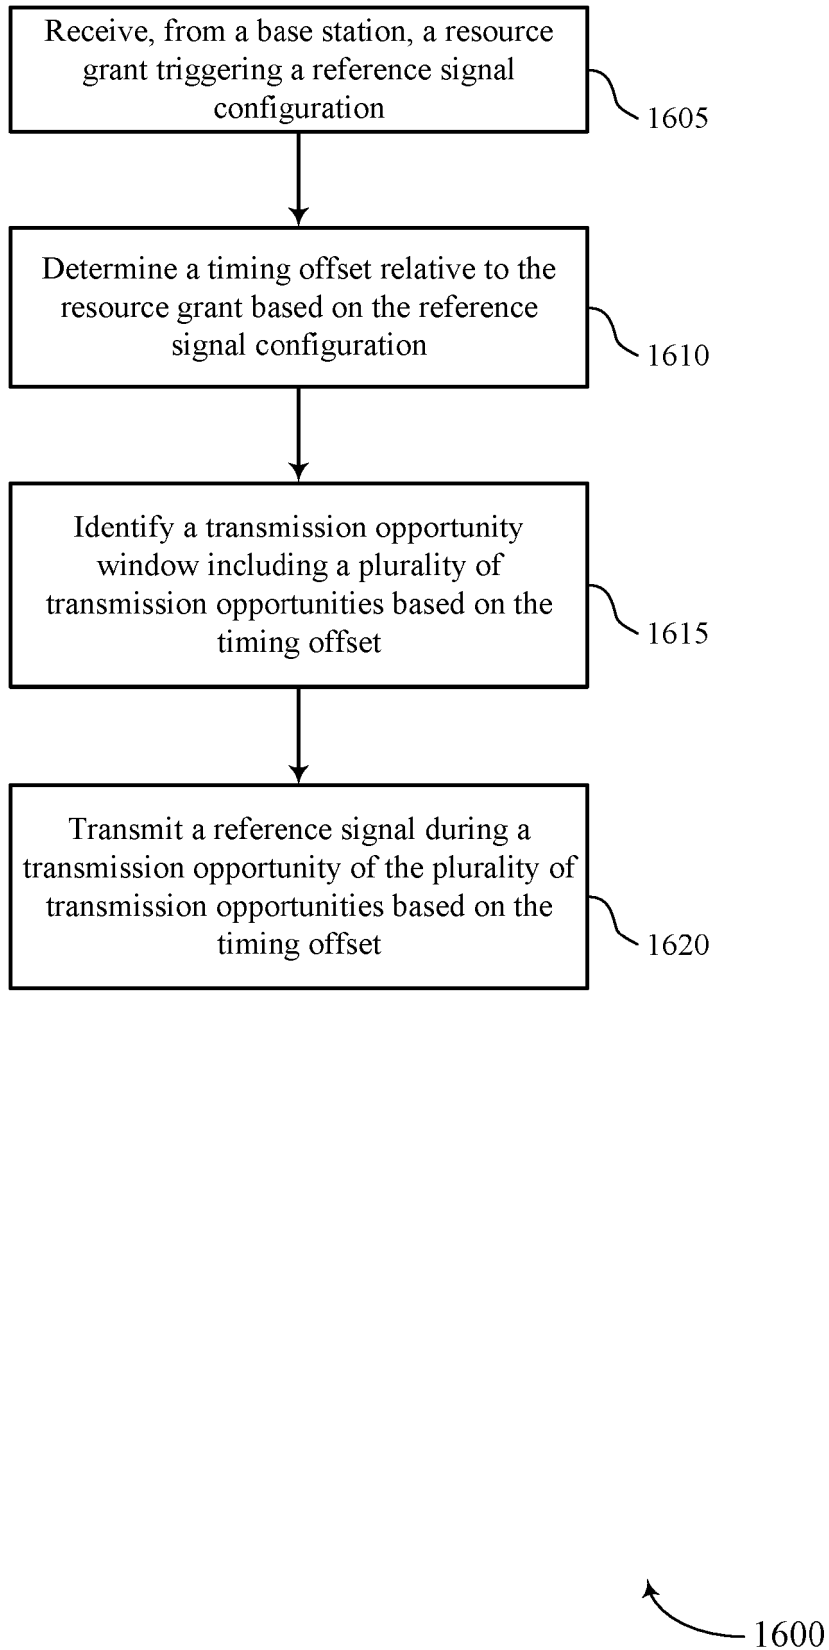 Receive, from a base station, a resource
grant triggering a reference signal
configuration
1605
Determine a timing offset relative to the
resource grant based on the reference
signal configuration
1610
Identify a transmission opportunity
window including a plurality of
transmission opportunities based on the
timing offset
1615
Transmit a reference signal during a
transmission opportunity of the plurality of
transmission opportunities based on the
timing offset
1620
1600